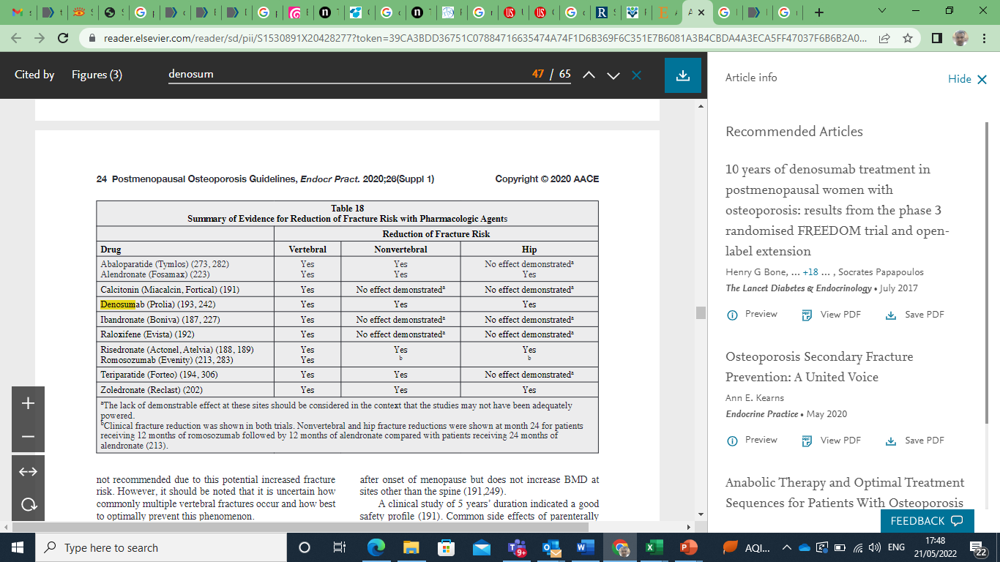 reader.elsevier.com/reader/sd/pii/S1530891X20428277?token=39CA3BDD36751C07884716635474A74F1D6B369F6C351E7B6081A3B4CBDA4A3ECA5FF47037F6B6B2A0...
Cited by Figures (3) denosum 47 / 65
Article info
Hide
24 Postmenopausal Osteoporosis Guidelines, Endocr Pract. 2020;26(Suppl 1) Copyright © 2020 AACE
Table 18
Summary of Evidence for Reduction of Fracture Risk with Pharmacologic Agents
Reduction of Fracture Risk
Drug Vertebral Nonvertebral Hip
Abaloparatide (Tymlos) (273, 282) Yes Yes No effect demonstratedᵃ
Alendronate (Fosamax) (223) Yes Yes Yes
Calcitonin (Miacalcin, Fortical) (191) Yes No effect demonstratedᵃ No effect demonstratedᵃ
Denosumab (Prolia) (193, 242) Yes Yes Yes
Ibandronate (Boniva) (187, 227) Yes No effect demonstratedᵃ No effect demonstratedᵃ
Raloxifene (Evista) (192) Yes No effect demonstratedᵃ No effect demonstratedᵃ
Risedronate (Actonel, Atelvia) (188, 189) Yes Yes Yes
Romosozumab (Evenity) (213, 283) Yes ᵇ ᵇ
Teriparatide (Forteo) (194, 306) Yes Yes No effect demonstratedᵃ
Zoledronate (Reclast) (202) Yes Yes Yes
ᵃThe lack of demonstrable effect at these sites should be considered in the context that the studies may not have been adequately
powered.
ᵇClinical fracture reduction was shown in both trials. Nonvertebral and hip fracture reductions were shown at month 24 for patients
receiving 12 months of romosozumab followed by 12 months of alendronate compared with patients receiving 24 months of
alendronate (213).
not recommended due to this potential increased fracture
risk. However, it should be noted that it is uncertain how
commonly multiple vertebral fractures occur and how best
to optimally prevent this phenomenon.
after onset of menopause but does not increase BMD at
sites other than the spine (191,249).
A clinical study of 5 years' duration indicated a good
safety profile (191). Common side effects of parenterally
Recommended Articles
10 years of denosumab treatment in
postmenopausal women with
osteoporosis: results from the phase 3
randomised FREEDOM trial and open-
label extension
Henry G Bone, ... +18 ... , Socrates Papapoulos
The Lancet Diabetes & Endocrinology • July 2017
Preview View PDF Save PDF
Osteoporosis Secondary Fracture
Prevention: A United Voice
Ann E. Kearns
Endocrine Practice • May 2020
Preview View PDF Save PDF
Anabolic Therapy and Optimal Treatment
Sequences for Patients With Osteoporosis
FEEDBACK
Type here to search
9+
AQI...
ENG
17:48
21/05/2022
22